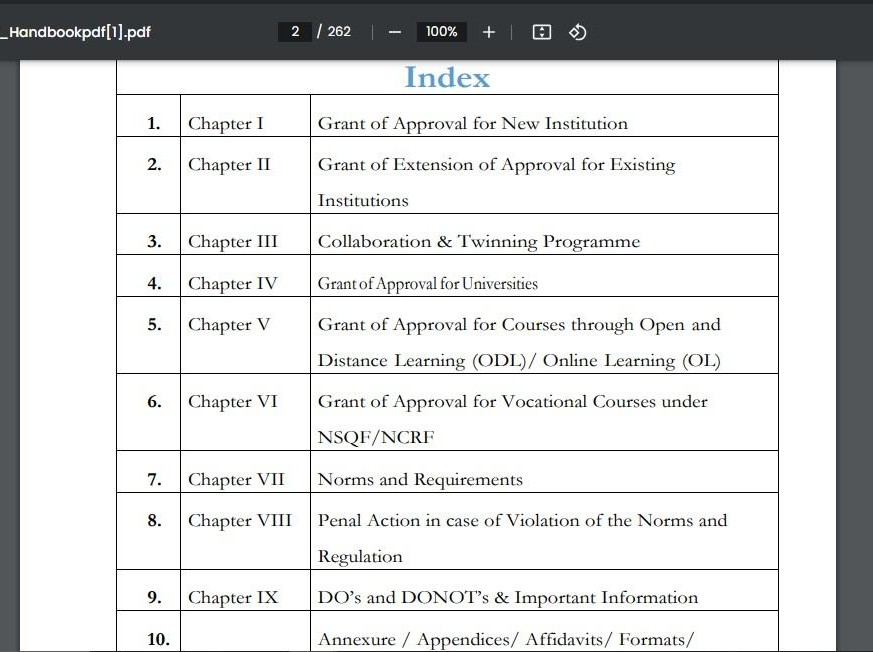 _Handbookpdf[1].pdf 2 / 262 − 100% +
Index
1. Chapter I Grant of Approval for New Institution
2. Chapter II Grant of Extension of Approval for Existing
Institutions
3. Chapter III Collaboration & Twinning Programme
4. Chapter IV Grant of Approval for Universities
5. Chapter V Grant of Approval for Courses through Open and
Distance Learning (ODL)/ Online Learning (OL)
6. Chapter VI Grant of Approval for Vocational Courses under
NSQF/NCRF
7. Chapter VII Norms and Requirements
8. Chapter VIII Penal Action in case of Violation of the Norms and
Regulation
9. Chapter IX DO’s and DONOT’s & Important Information
10. Annexure / Appendices/ Affidavits/ Formats/